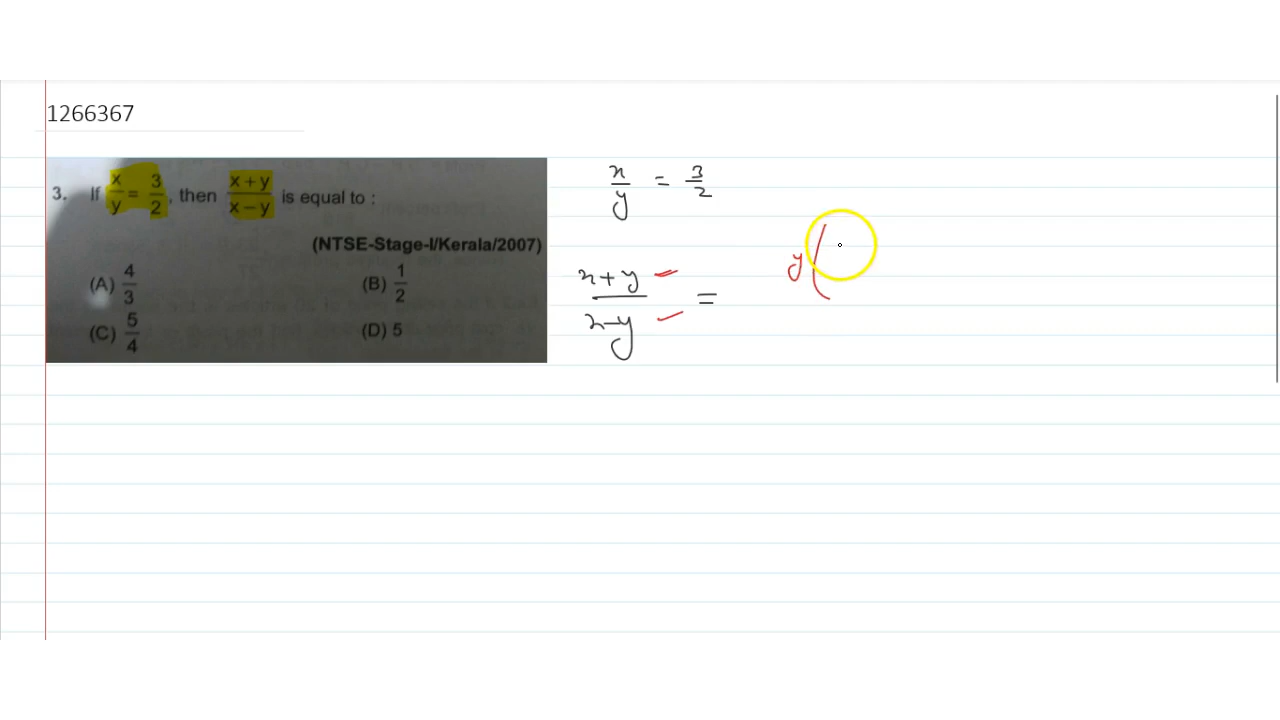 1266367
3. If x/y = 3/2, then x+y/x−y is equal to :
(NTSE-Stage-I/Kerala/2007)
(A) 4/3 (B) 1/2
(C) 5/4 (D) 5
x/y = 3/2
x+y/x-y =
y(